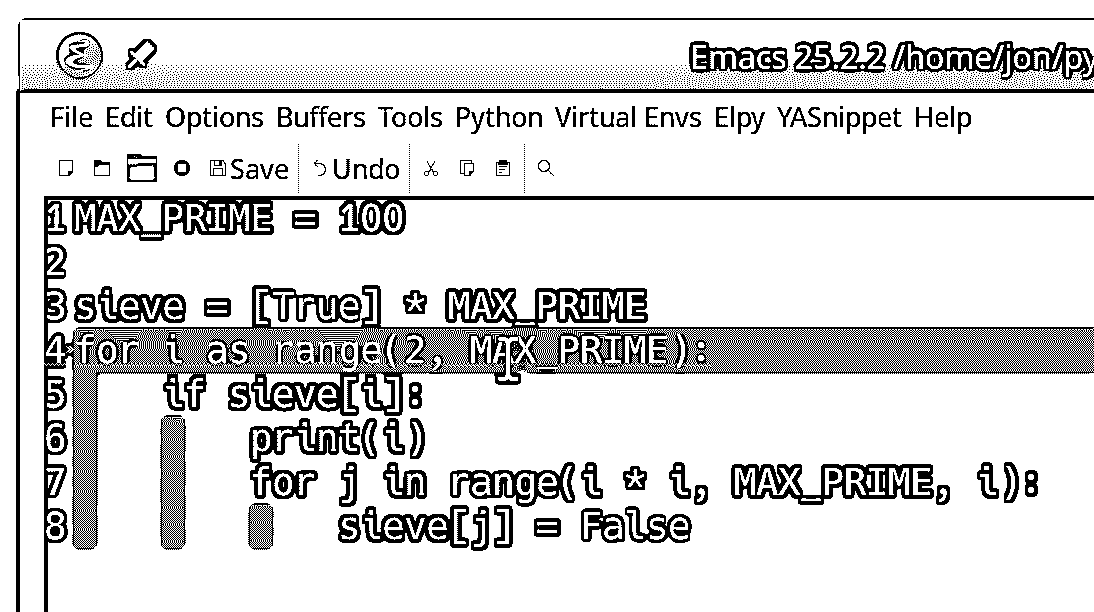 Emacs 25.2.2 /home/jon/py
File Edit Options Buffers Tools Python Virtual Envs Elpy YASnippet Help
Save Undo
1 MAX_PRIME = 100
2
3 sieve = [True] * MAX_PRIME
4 for i as range(2, MAX_PRIME):
5     if sieve[i]:
6         print(i)
7         for j in range(i * i, MAX_PRIME, i):
8             sieve[j] = False